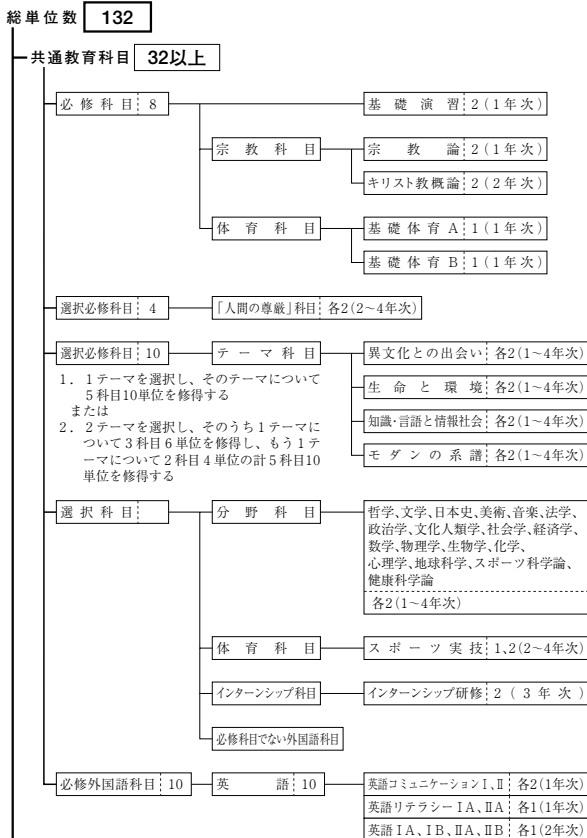 総単位数 132
共通教育科目 32以上
必修科目 8
基礎演習 2(1年次)
宗教科目
宗教論 2(1年次)
キリスト教概論 2(2年次)
体育科目
基礎体育A 1(1年次)
基礎体育B 1(1年次)
選択必修科目 4
「人間の尊厳」科目 各2(2~4年次)
選択必修科目 10
テーマ科目
異文化との出会い 各2(1~4年次)
生命と環境 各2(1~4年次)
知識・言語と情報社会 各2(1~4年次)
モダンの系譜 各2(1~4年次)
1. 1テーマを選択し、そのテーマについて
5科目10単位を修得する
または
2. 2テーマを選択し、そのうち1テーマに
ついて3科目6単位を修得し、もう1テ
ーマについて2科目4単位の計5科目10
単位を修得する
選択科目
分野科目
哲学、文学、日本史、美術、音楽、法学、
政治学、文化人類学、社会学、経済学、
数学、物理学、生物学、化学、
心理学、地球科学、スポーツ科学論、
健康科学論
各2(1~4年次)
体育科目
スポーツ実技 1,2(2~4年次)
インターンシップ科目
インターンシップ研修 2(3年次)
必修科目でない外国語科目
必修外国語科目 10
英語 10
英語コミュニケーションⅠ、Ⅱ 各2(1年次)
英語リテラシーⅠA、ⅡA 各1(1年次)
英語ⅠA、ⅠB、ⅡA、ⅡB 各1(2年次)